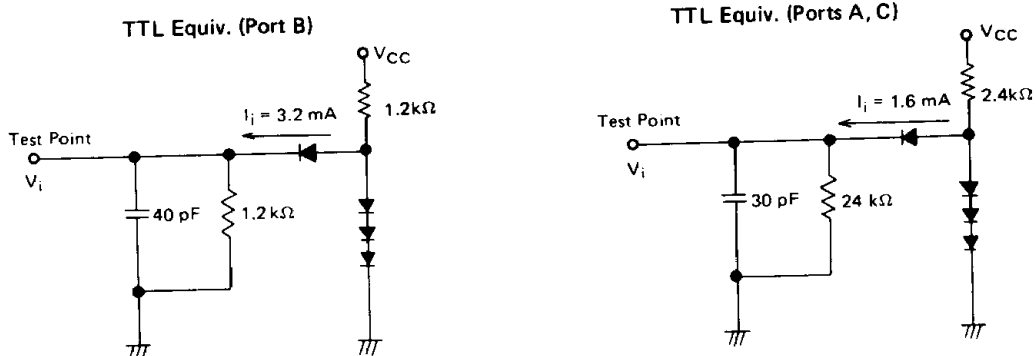 TTL Equiv. (Port B)
VCC
1.2kΩ
Ii = 3.2 mA
Test Point
Vi
40 pF
1.2 kΩ
TTL Equiv. (Ports A, C)
VCC
2.4kΩ
Ii = 1.6 mA
Test Point
Vi
30 pF
24 kΩ